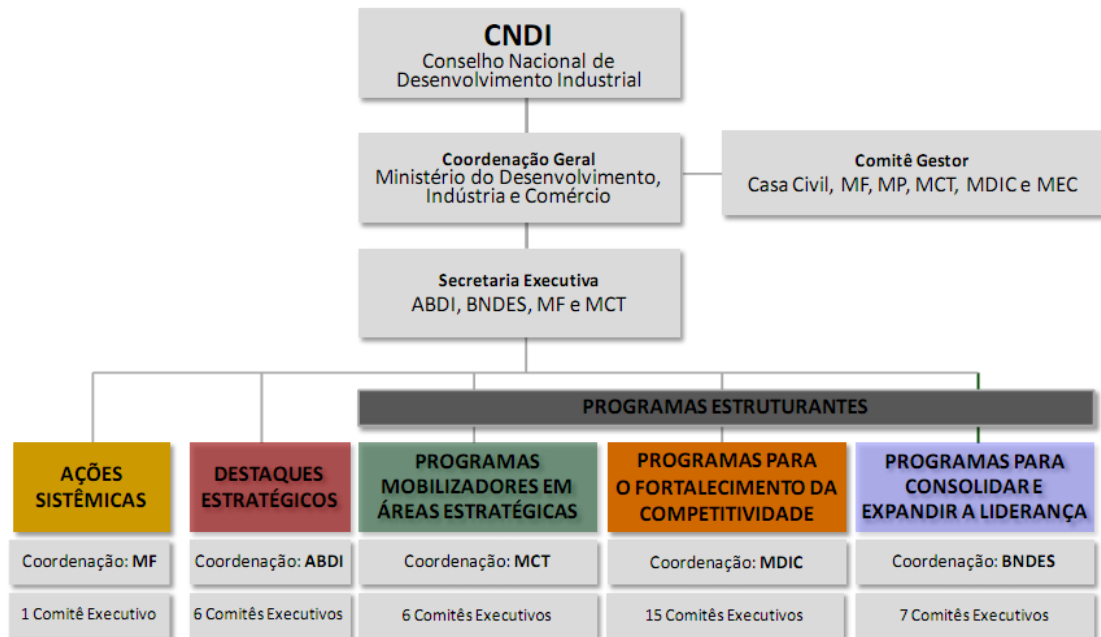 CNDI
Conselho Nacional de
Desenvolvimento Industrial
Coordenação Geral
Ministério do Desenvolvimento,
Indústria e Comércio
Comitê Gestor
Casa Civil, MF, MP, MCT, MDIC e MEC
Secretaria Executiva
ABDI, BNDES, MF e MCT
PROGRAMAS ESTRUTURANTES
AÇÕES
SISTÊMICAS
DESTAQUES
ESTRATÉGICOS
PROGRAMAS
MOBILIZADORES EM
ÁREAS ESTRATÉGICAS
PROGRAMAS PARA
O FORTALECIMENTO DA
COMPETITIVIDADE
PROGRAMAS PARA
CONSOLIDAR E
EXPANDIR A LIDERANÇA
Coordenação: MF
Coordenação: ABDI
Coordenação: MCT
Coordenação: MDIC
Coordenação: BNDES
1 Comitê Executivo
6 Comitês Executivos
6 Comitês Executivos
15 Comitês Executivos
7 Comitês Executivos